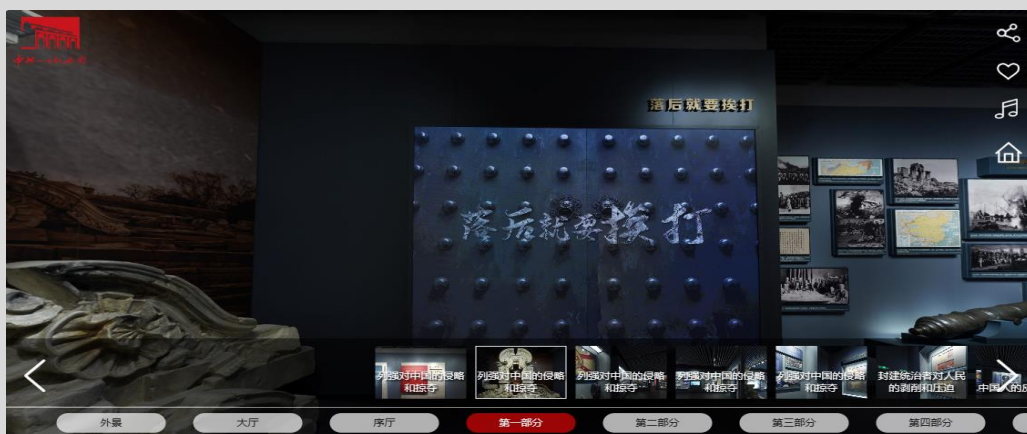 落后就要挨打
落后就要挨打
列强对中国的侵略
和掠夺
列强对中国的侵略
和掠夺
列强对中国的侵略
和掠夺
列强对中国的侵略
和掠夺
列强对中国的侵略
和掠夺
封建统治者对人民
的剥削和压迫
中国人的反
外景
大厅
序厅
第一部分
第二部分
第三部分
第四部分